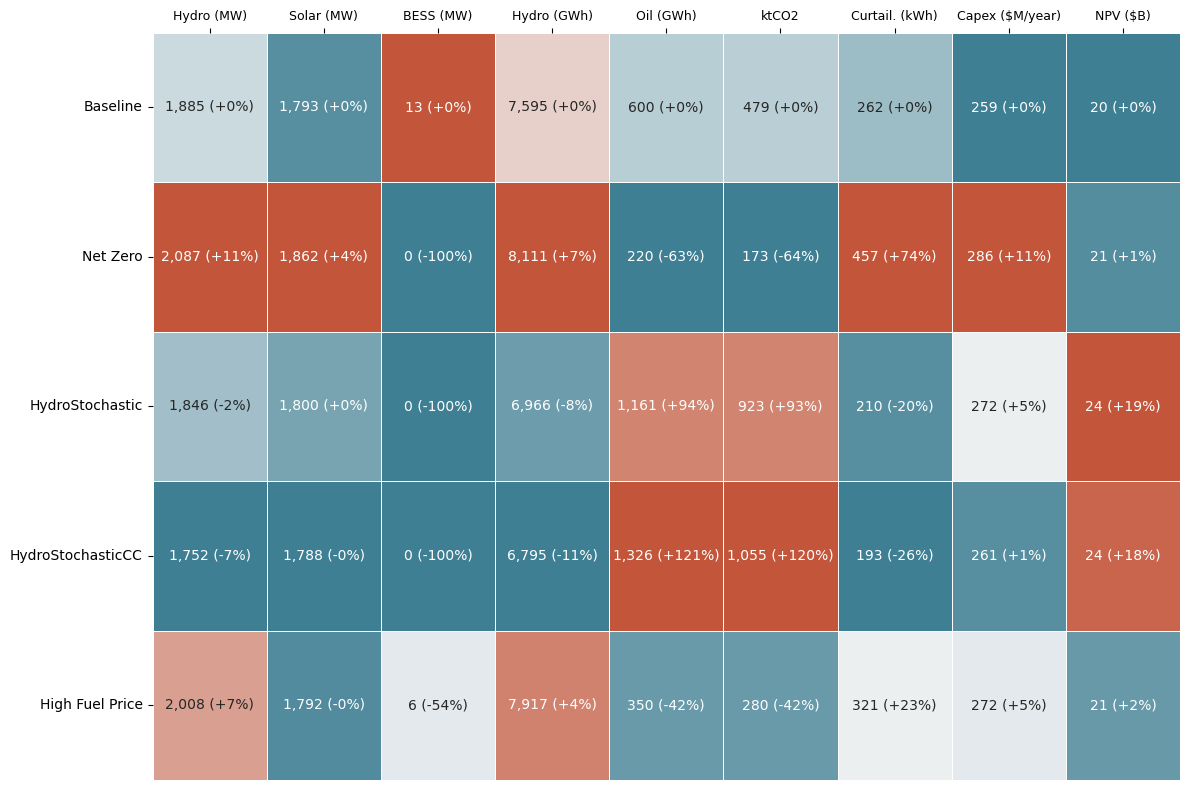 Hydro (MW) Solar (MW) BESS (MW) Hydro (GWh) Oil (GWh) ktCO2 Curtail. (kWh) Capex ($M/year) NPV ($B)
Baseline 1,885 (+0%) 1,793 (+0%) 13 (+0%) 7,595 (+0%) 600 (+0%) 479 (+0%) 262 (+0%) 259 (+0%) 20 (+0%)
Net Zero 2,087 (+11%) 1,862 (+4%) 0 (-100%) 8,111 (+7%) 220 (-63%) 173 (-64%) 457 (+74%) 286 (+11%) 21 (+1%)
HydroStochastic 1,846 (-2%) 1,800 (+0%) 0 (-100%) 6,966 (-8%) 1,161 (+94%) 923 (+93%) 210 (-20%) 272 (+5%) 24 (+19%)
HydroStochasticCC 1,752 (-7%) 1,788 (-0%) 0 (-100%) 6,795 (-11%) 1,326 (+121%) 1,055 (+120%) 193 (-26%) 261 (+1%) 24 (+18%)
High Fuel Price 2,008 (+7%) 1,792 (-0%) 6 (-54%) 7,917 (+4%) 350 (-42%) 280 (-42%) 321 (+23%) 272 (+5%) 21 (+2%)